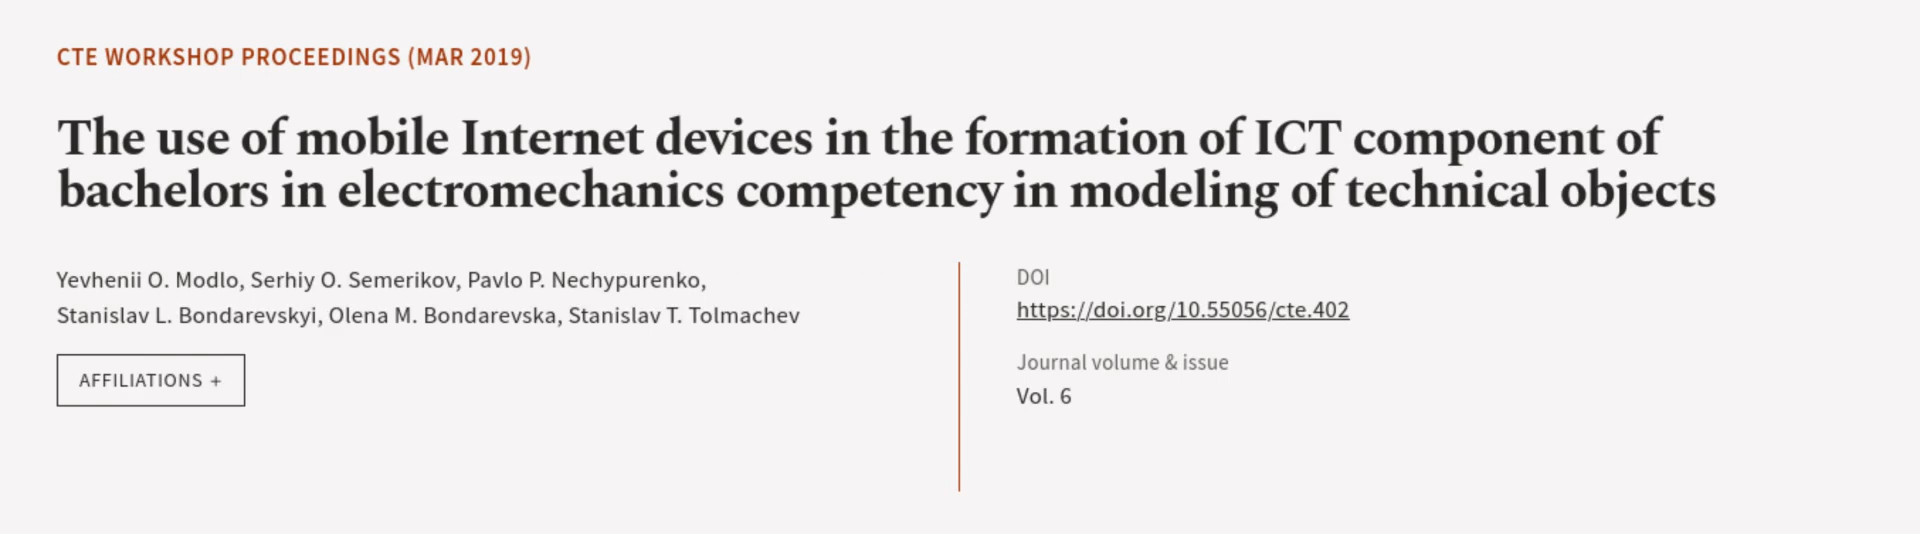 CTE WORKSHOP PROCEEDINGS (MAR 2019)
The use of mobile Internet devices in the formation of ICT component of
bachelors in electromechanics competency in modeling of technical objects
Yevhenii O. Modlo, Serhiy O. Semerikov, Pavlo P. Nechypurenko,
Stanislav L. Bondarevskyi, Olena M. Bondarevska, Stanislav T. Tolmachev
AFFILIATIONS +
DOI
https://doi.org/10.55056/cte.402
Journal volume & issue
Vol. 6